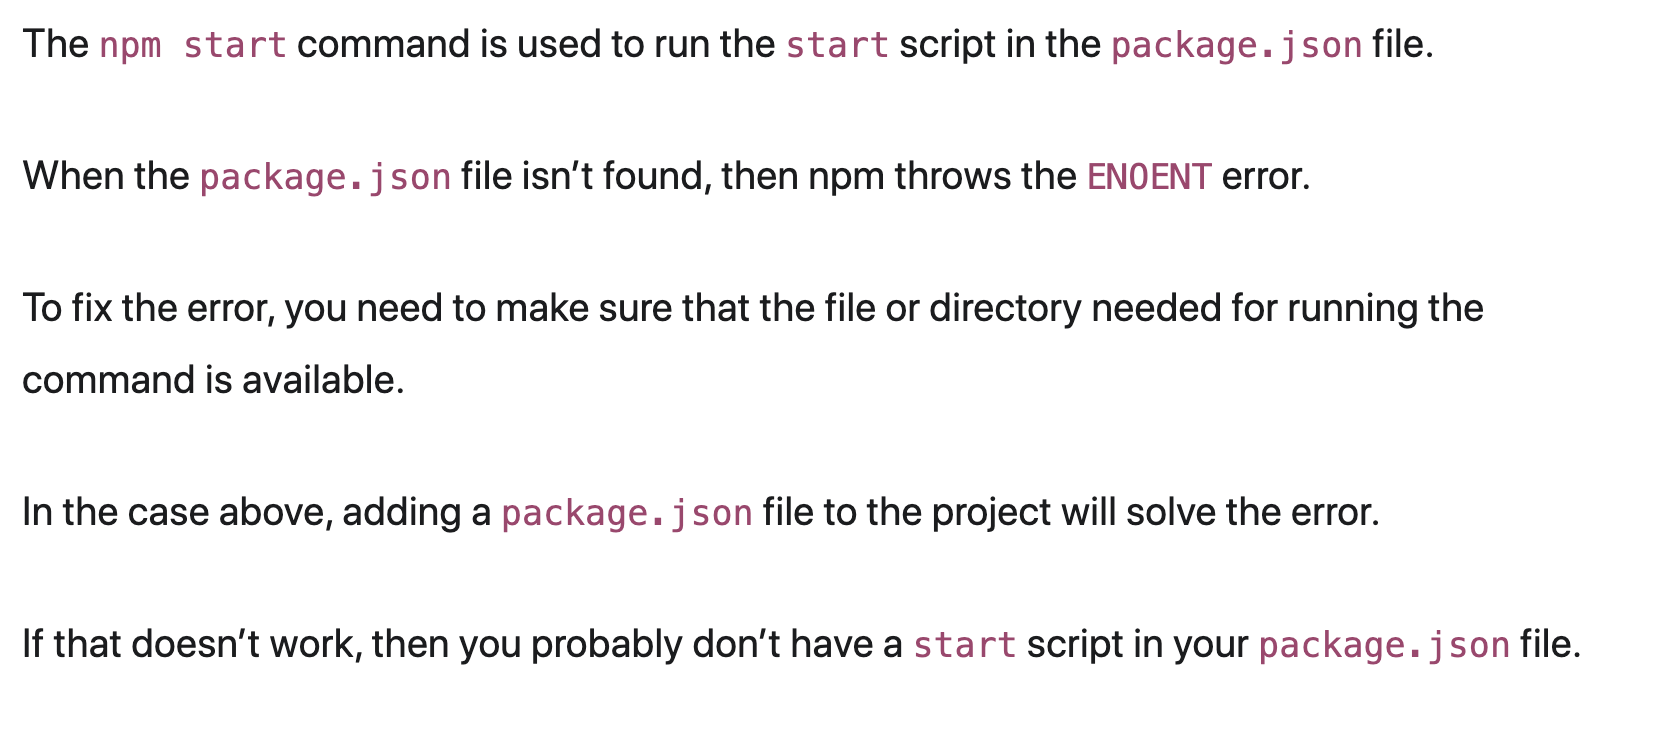 The npm start command is used to run the start script in the package.json file.
When the package.json file isn’t found, then npm throws the ENOENT error.
To fix the error, you need to make sure that the file or directory needed for running the
command is available.
In the case above, adding a package.json file to the project will solve the error.
If that doesn’t work, then you probably don’t have a start script in your package.json file.